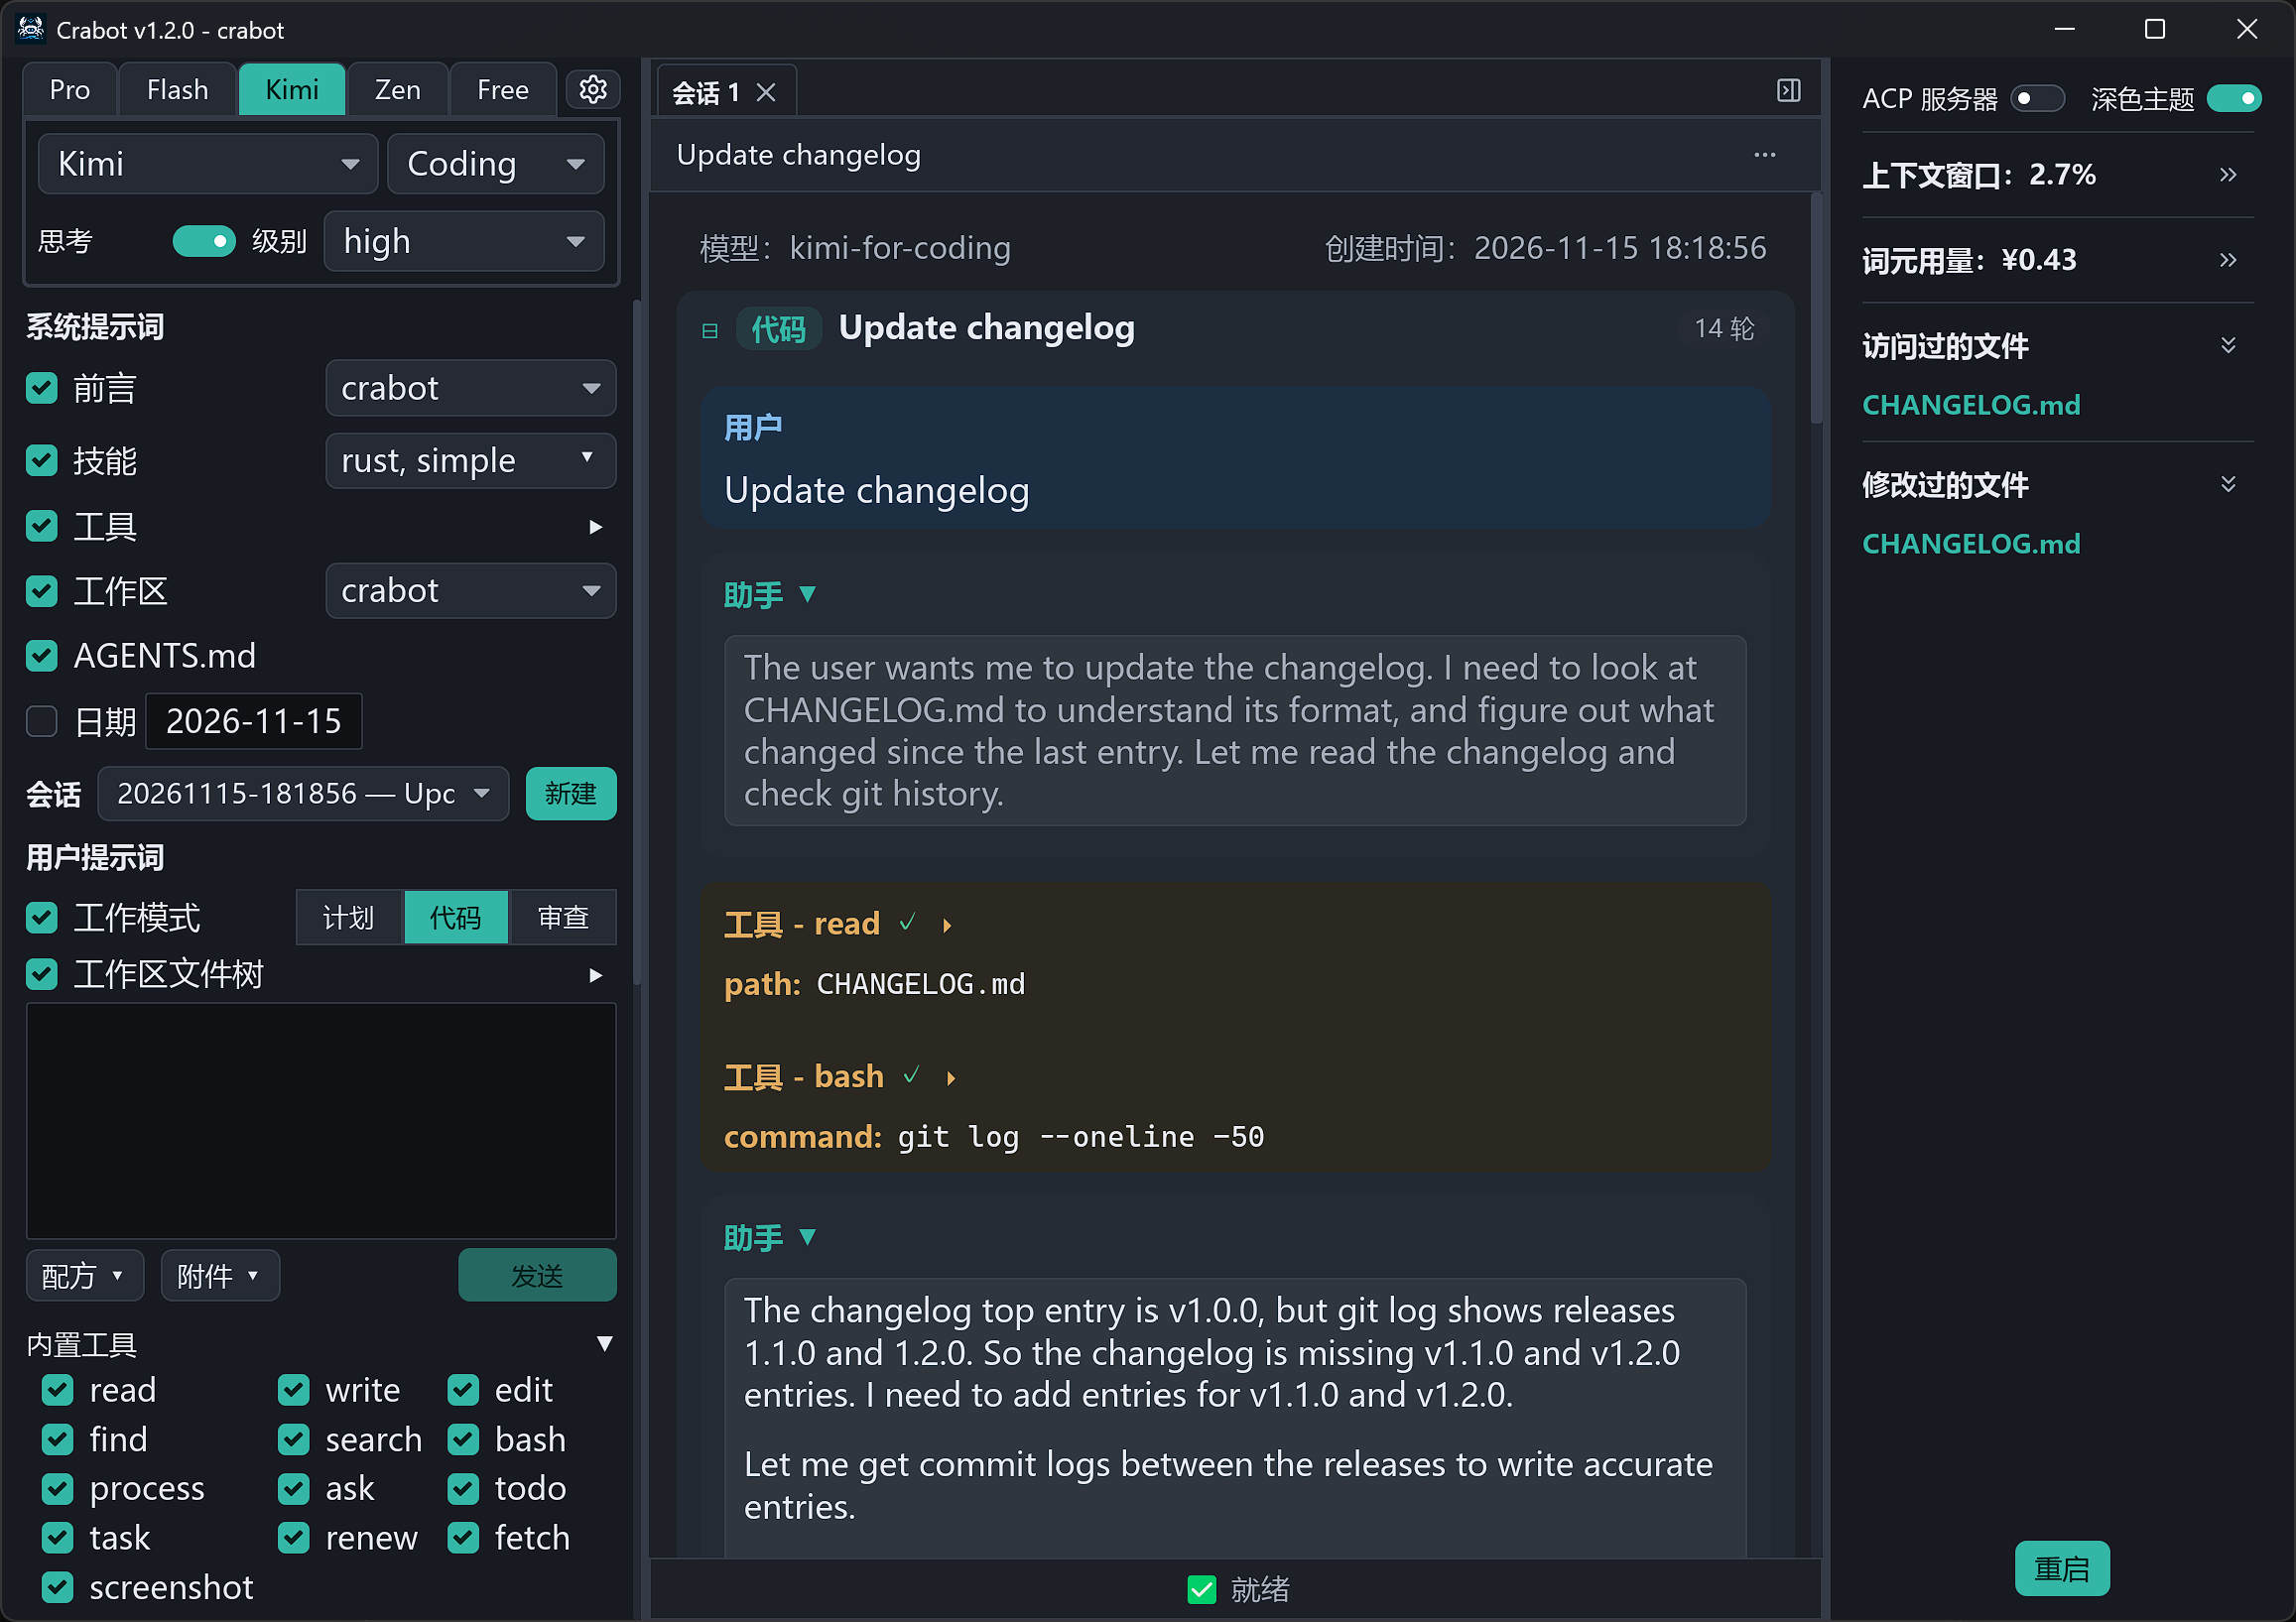 Crabot v1.2.0 - crabot
Pro
Flash
Kimi
Zen
Free
Kimi
Coding
思考
级别
high
系统提示词
前言
crabot
技能
rust, simple
工具
工作区
crabot
AGENTS.md
日期
2026-11-15
会话
20261115-181856 — Upc
新建
用户提示词
工作模式
计划
代码
审查
工作区文件树
配方
附件
发送
内置工具
read
write
edit
find
search
bash
process
ask
todo
task
renew
fetch
screenshot
会话 1
Update changelog
模型：kimi-for-coding
创建时间：2026-11-15 18:18:56
代码
Update changelog
14 轮
用户
Update changelog
助手
The user wants me to update the changelog. I need to look at
CHANGELOG.md to understand its format, and figure out what
changed since the last entry. Let me read the changelog and
check git history.
工具 - read
path: CHANGELOG.md
工具 - bash
command: git log --oneline -50
助手
The changelog top entry is v1.0.0, but git log shows releases
1.1.0 and 1.2.0. So the changelog is missing v1.1.0 and v1.2.0
entries. I need to add entries for v1.1.0 and v1.2.0.
Let me get commit logs between the releases to write accurate
entries.
就绪
ACP 服务器
深色主题
上下文窗口：2.7%
词元用量：¥0.43
访问过的文件
CHANGELOG.md
修改过的文件
CHANGELOG.md
重启